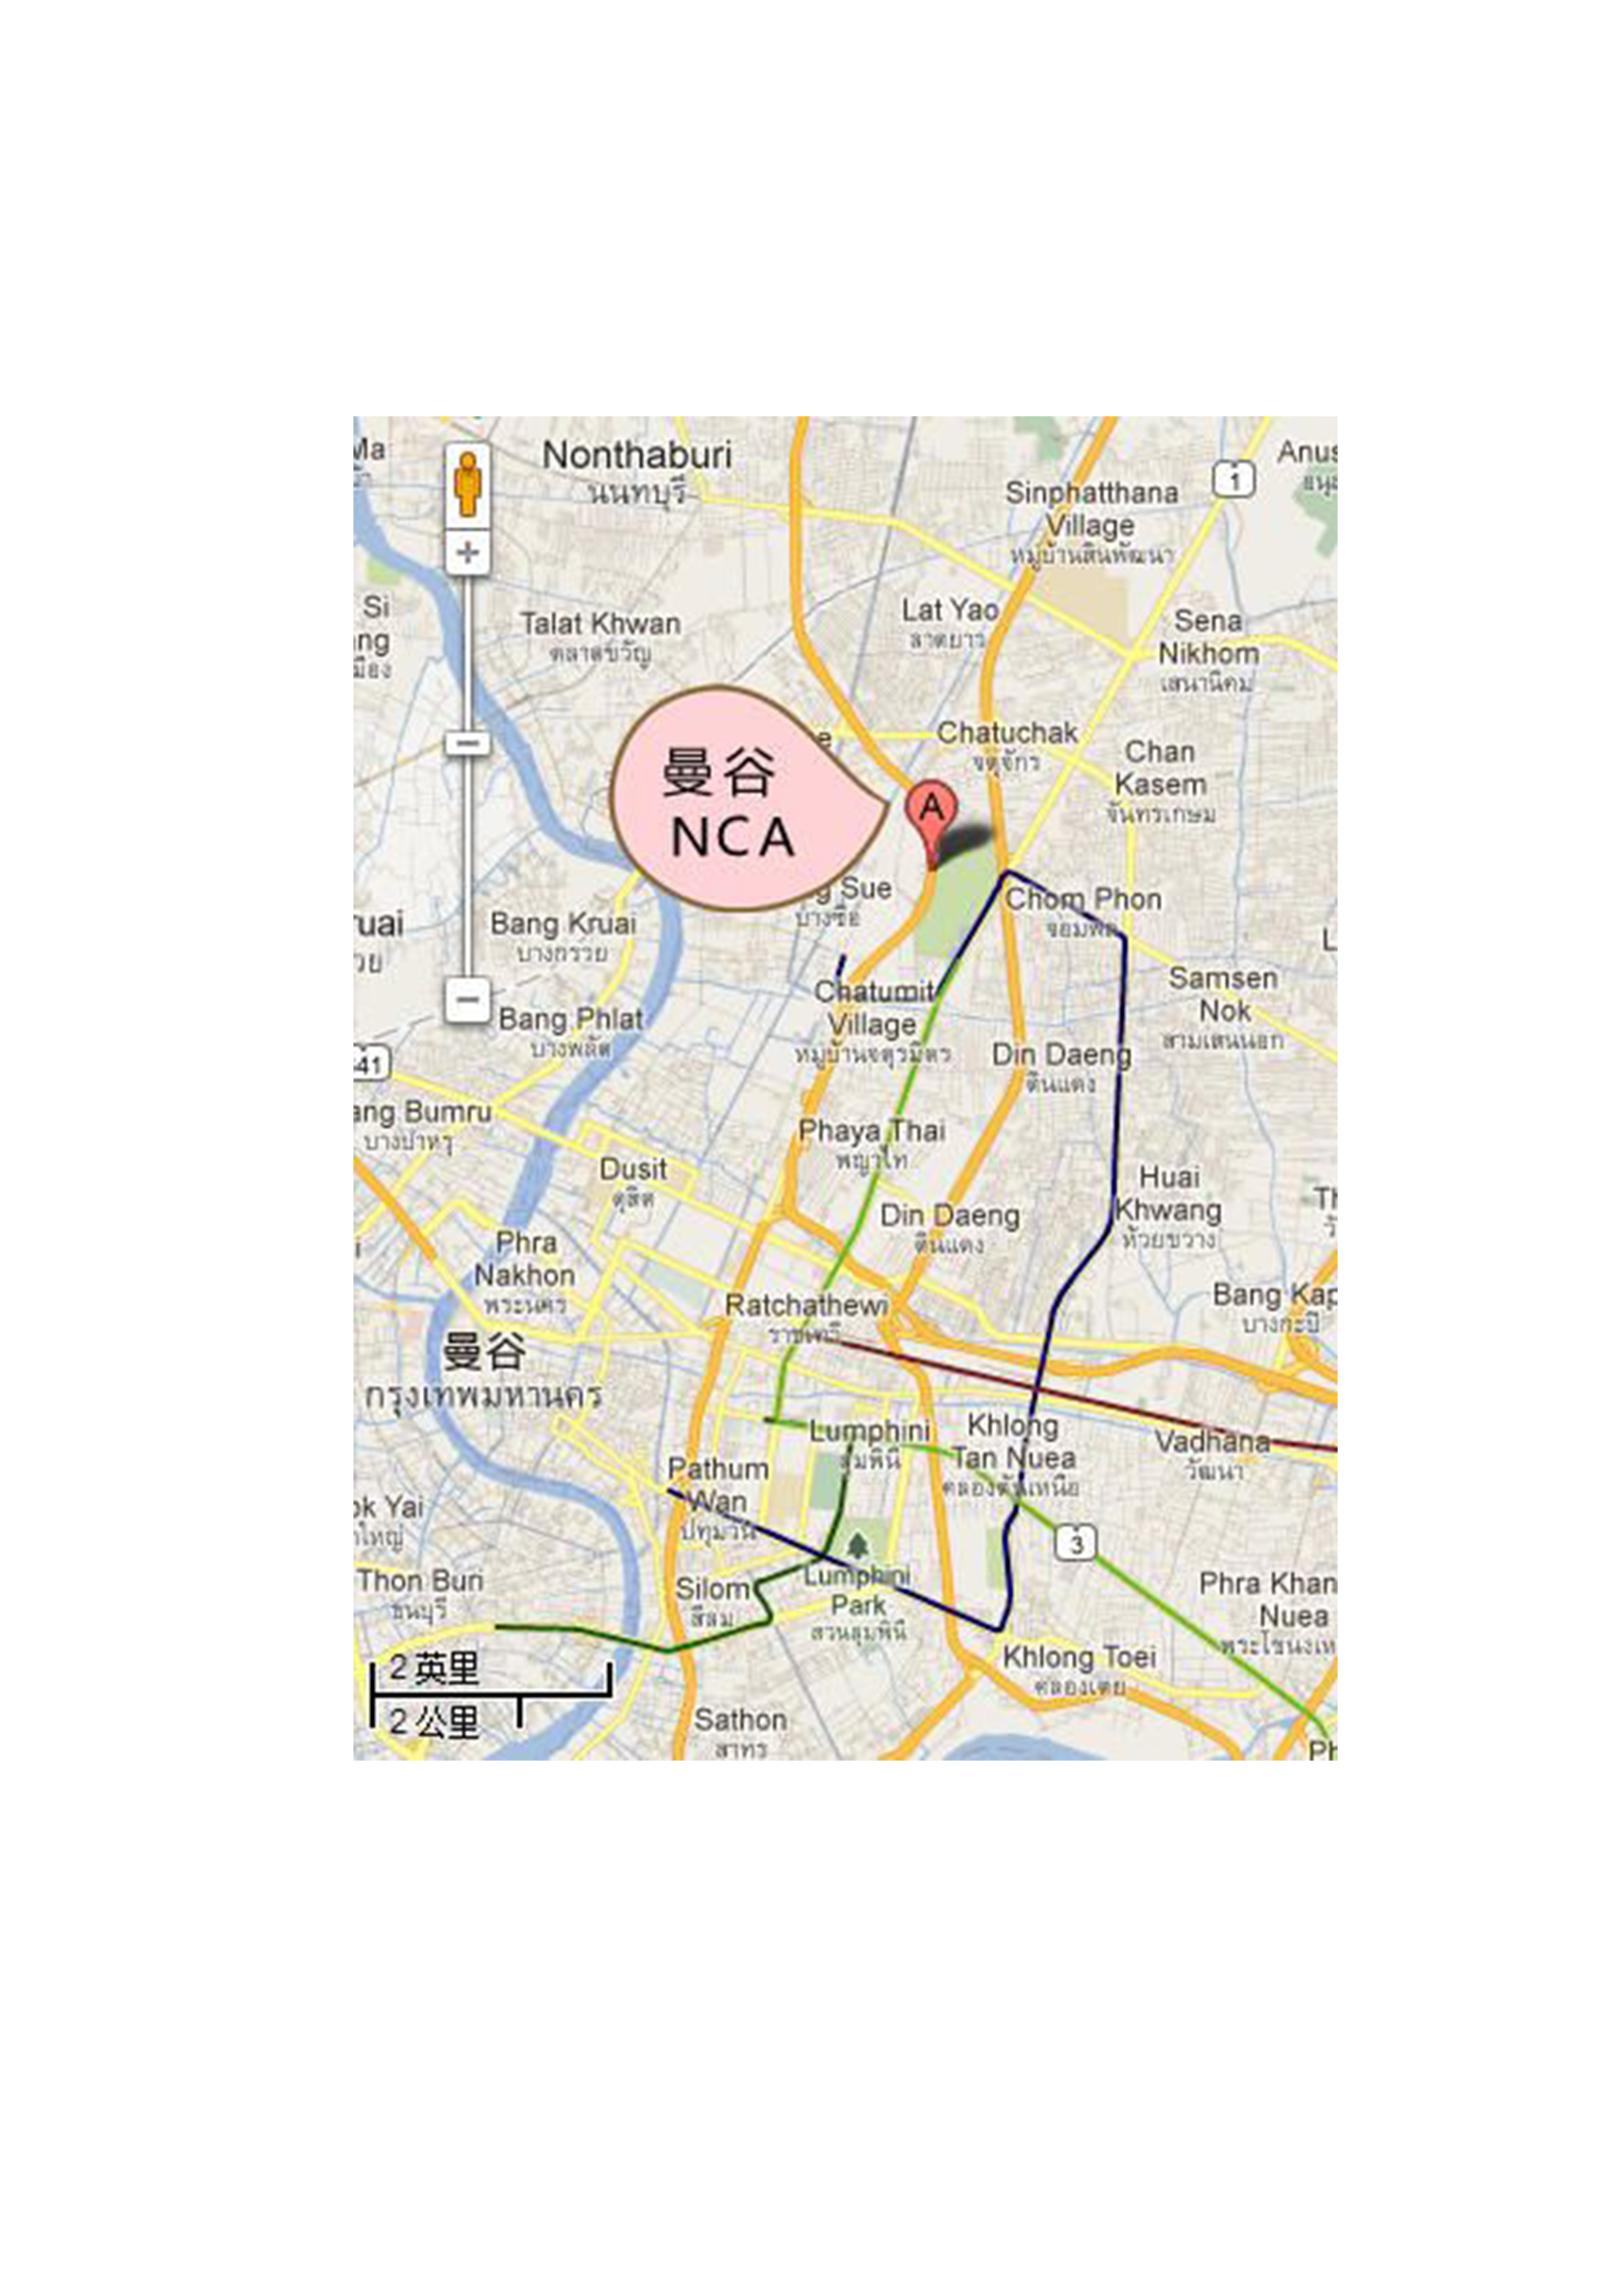 Nonthaburi
นนทบุรี
1
Sinphatthana
Village
หมู่บ้านสินพัฒนา
Si
Talat Khwan
ตลาดขวัญ
Lat Yao
ลาดยาว
Sena
Nikhom
เสนานิคม
Chatuchak
จตุจักร
Chan
Kasem
จันทรเกษม
曼谷
NCA
A
Sue
บางซื่อ
Chom Phon
จอมพล
Bang Kruai
บางกรวย
Samsen
Nok
สามเสนนอก
Chatumit
Village
หมู่บ้านจตุรมิตร
Bang Phlat
บางพลัด
41
Din Daeng
ดินแดง
Bumru
บางบำหรุ
Phaya Thai
พญาไท
Dusit
ดุสิต
Huai
Khwang
ห้วยขวาง
Din Daeng
ดินแดง
Phra
Nakhon
พระนคร
Ratchathewi
ราชเทวี
Bang Kap
บางกะปิ
曼谷
กรุงเทพมหานคร
Lumphini
ลุมพินี
Khlong
Tan Nuea
คลองตันเหนือ
Vadhana
วัฒนา
Pathum
Wan
ปทุมวัน
Yai
3
Thon Buri
ธนบุรี
Silom
สีลม
Lumphini
Park
สวนลุมพินี
Phra Khan
Nuea
Khlong Toei
คลองเตย
2 英里
2 公里
Sathon
สาทร